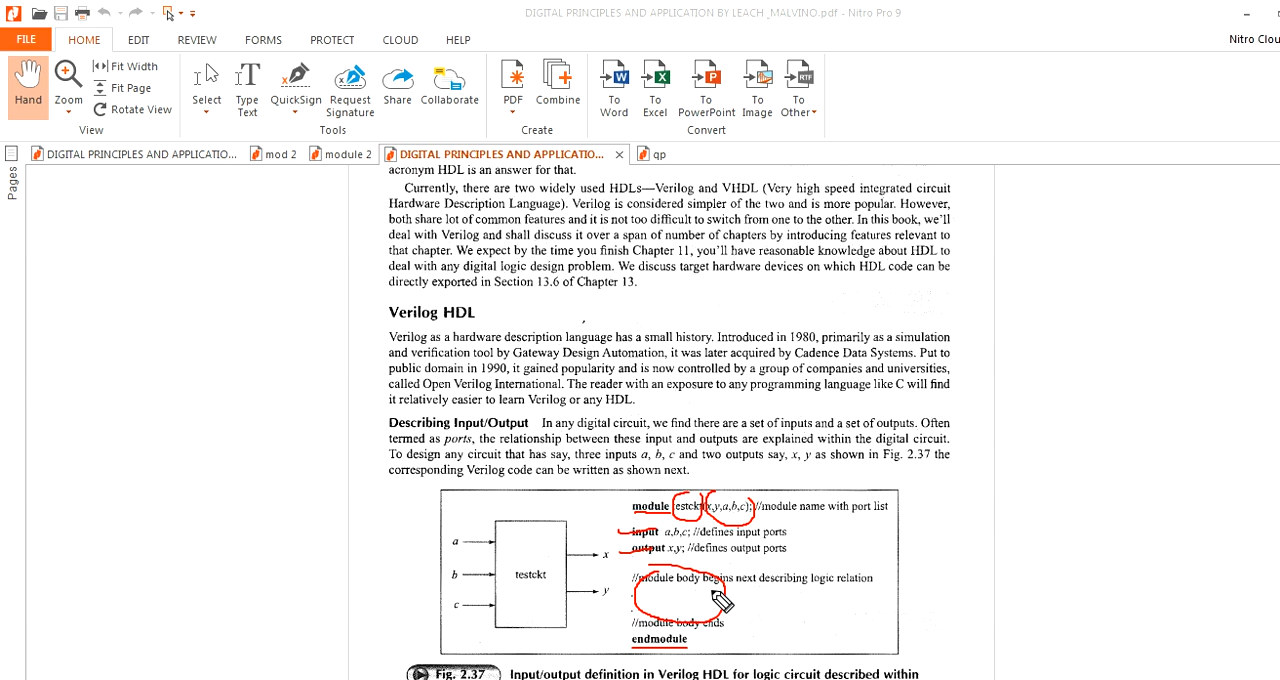 DIGITAL PRINCIPLES AND APPLICATION BY LEACH _MALVINO.pdf - Nitro Pro 9
FILE HOME EDIT REVIEW FORMS PROTECT CLOUD HELP Nitro Clou
Hand
Zoom
Fit Width
Fit Page
Rotate View
View
Select
Type Text
QuickSign
Request Signature
Share
Collaborate
Tools
PDF
Combine
Create
To Word
To Excel
To PowerPoint
To Image
To Other
Convert
Pages
DIGITAL PRINCIPLES AND APPLICATIO... mod 2 module 2 DIGITAL PRINCIPLES AND APPLICATIO... qp
acronym HDL is an answer for that.
Currently, there are two widely used HDLs—Verilog and VHDL (Very high speed integrated circuit
Hardware Description Language). Verilog is considered simpler of the two and is more popular. However,
both share lot of common features and it is not too difficult to switch from one to the other. In this book, we'll
deal with Verilog and shall discuss it over a span of number of chapters by introducing features relevant to
that chapter. We expect by the time you finish Chapter 11, you'll have reasonable knowledge about HDL to
deal with any digital logic design problem. We discuss target hardware devices on which HDL code can be
directly exported in Section 13.6 of Chapter 13.
Verilog HDL
Verilog as a hardware description language has a small history. Introduced in 1980, primarily as a simulation
and verification tool by Gateway Design Automation, it was later acquired by Cadence Data Systems. Put to
public domain in 1990, it gained popularity and is now controlled by a group of companies and universities,
called Open Verilog International. The reader with an exposure to any programming language like C will find
it relatively easier to learn Verilog or any HDL.
Describing Input/Output In any digital circuit, we find there are a set of inputs and a set of outputs. Often
termed as ports, the relationship between these input and outputs are explained within the digital circuit.
To design any circuit that has say, three inputs a, b, c and two outputs say, x, y as shown in Fig. 2.37 the
corresponding Verilog code can be written as shown next.
a
b
c
testckt
x
y
module testckt(x,y,a,b,c); //module name with port list
input a,b,c; //defines input ports
output x,y; //defines output ports
//module body begins next describing logic relation
.
.
//module body ends
endmodule
Fig. 2.37 Input/output definition in Verilog HDL for logic circuit described within